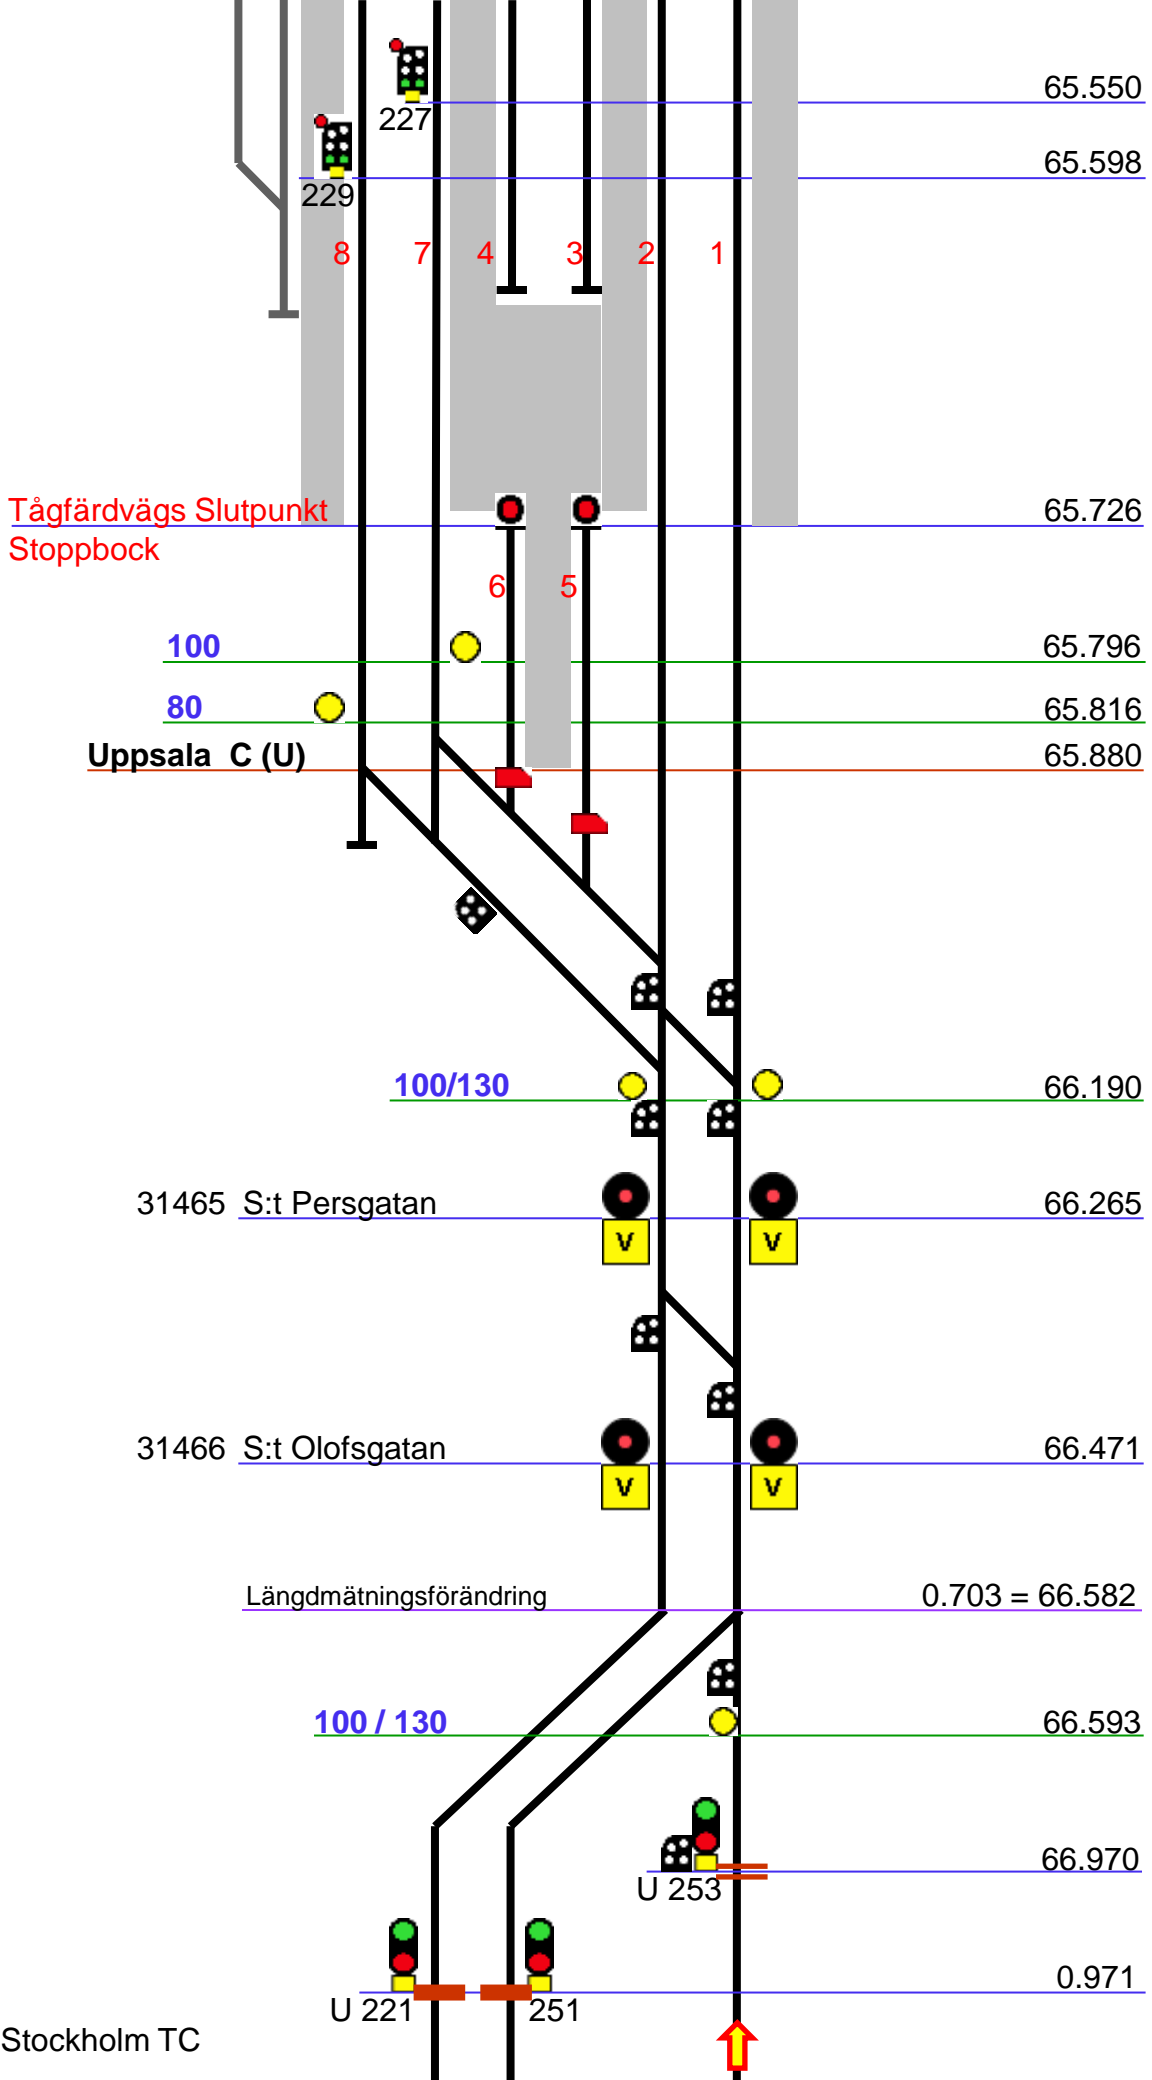 65.550
227
65.598
229
8 7 4 3 2 1
Tågfärdvägs Slutpunkt 65.726
Stoppbock
6 5
100 65.796
80 65.816
Uppsala C (U) 65.880
100/130 66.190
31465 S:t Persgatan 66.265
V V
31466 S:t Olofsgatan 66.471
V V
Längdmätningsförändring 0.703 = 66.582
100 / 130 66.593
66.970
U 253
0.971
U 221 251
Stockholm TC